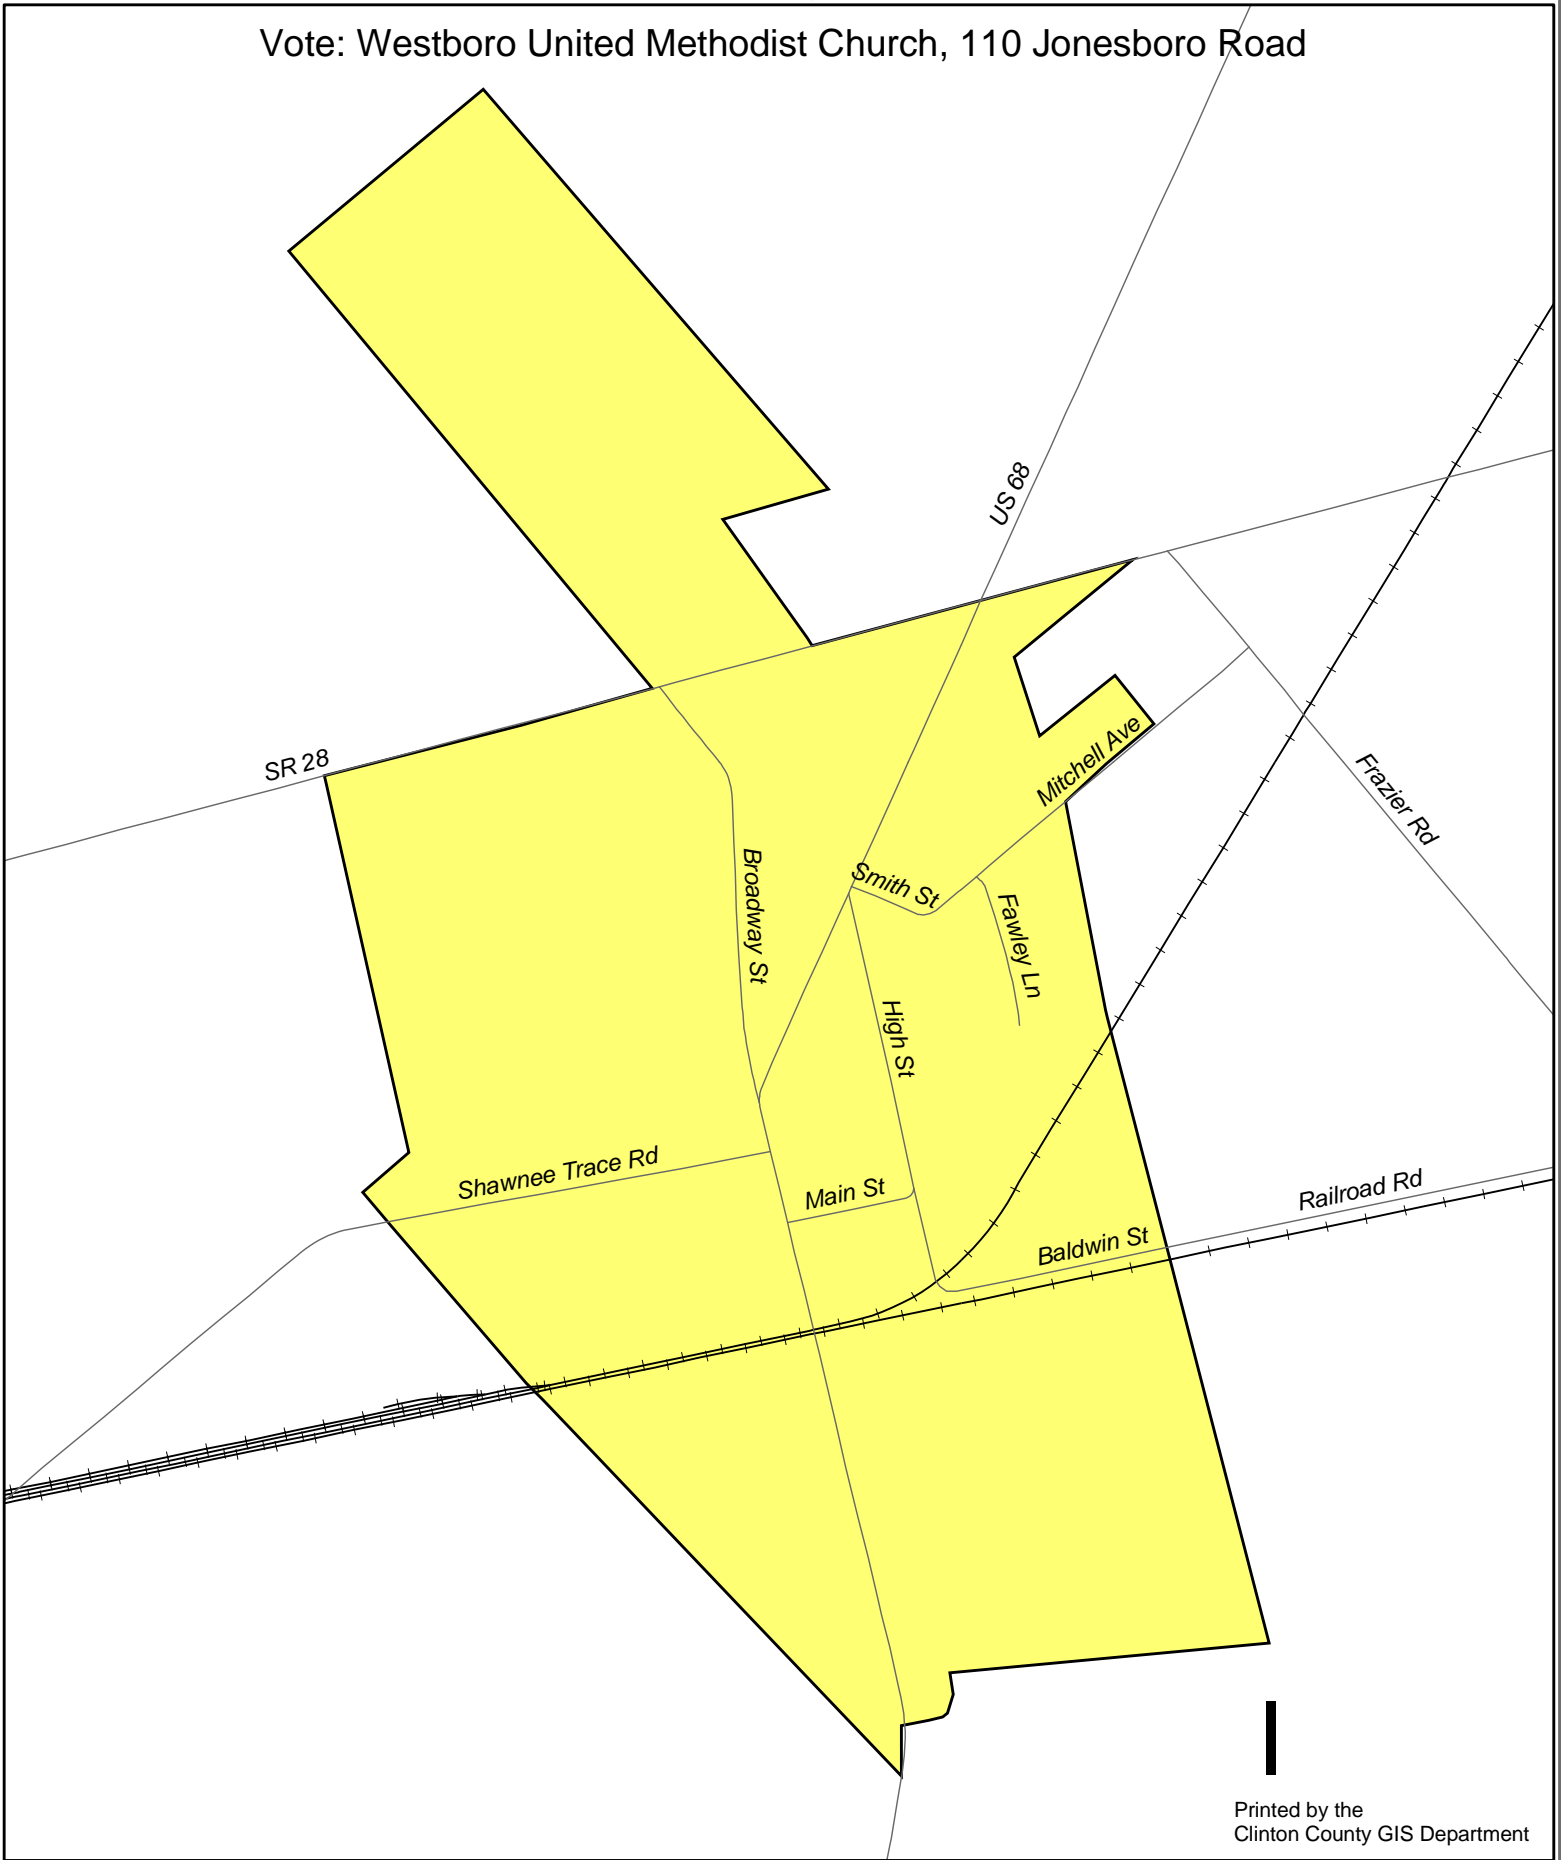 Vote: Westboro United Methodist Church, 110 Jonesboro Road
US 68
SR 28
Mitchell Ave
Frazier Rd
Broadway St
Smith St
Fawley Ln
High St
Shawnee Trace Rd
Main St
Railroad Rd
Baldwin St
Printed by the
Clinton County GIS Department